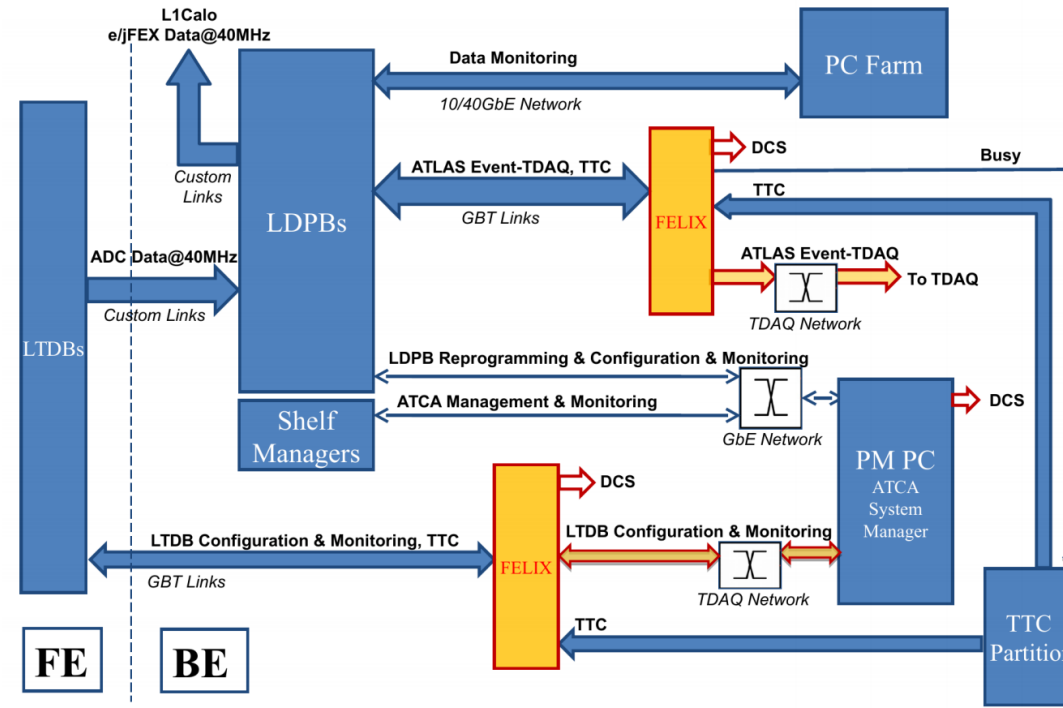 L1Calo
e/jFEX Data@40MHz
Data Monitoring
10/40GbE Network
PC Farm
LTDBs
ADC Data@40MHz
Custom Links
Custom
Links
LDPBs
ATLAS Event-TDAQ, TTC
GBT Links
FELIX
DCS
Busy
TTC
ATLAS Event-TDAQ
To TDAQ
TDAQ Network
LDPB Reprogramming & Configuration & Monitoring
ATCA Management & Monitoring
GbE Network
Shelf
Managers
PM PC
ATCA
System
Manager
DCS
LTDB Configuration & Monitoring, TTC
GBT Links
FELIX
DCS
LTDB Configuration & Monitoring
TDAQ Network
TTC
TTC
Partitio
FE
BE